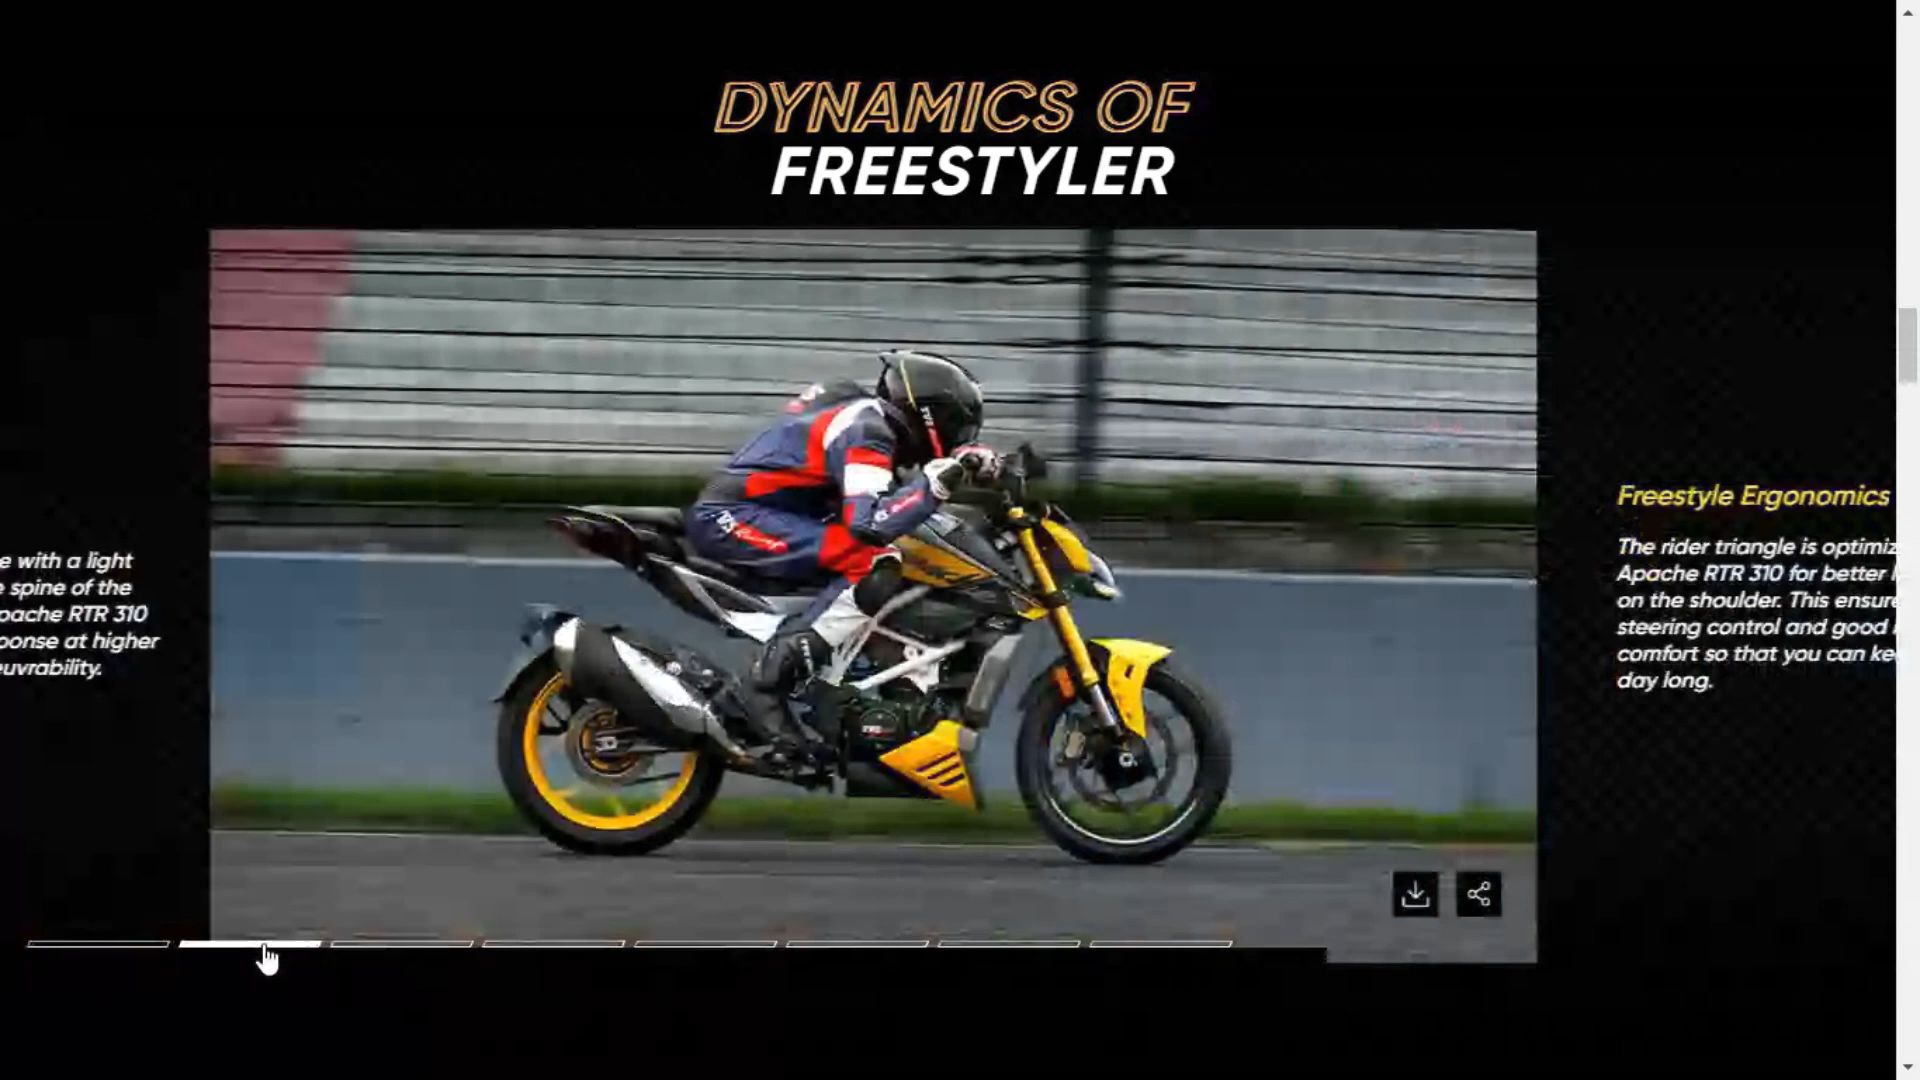 DYNAMICS OF
FREESTYLER
e with a light
spine of the
pache RTR 310
ponse at higher
euvrability.
Freestyle Ergonomics
The rider triangle is optimiz
Apache RTR 310 for better
on the shoulder. This ensure
steering control and good
comfort so that you can ke
day long.